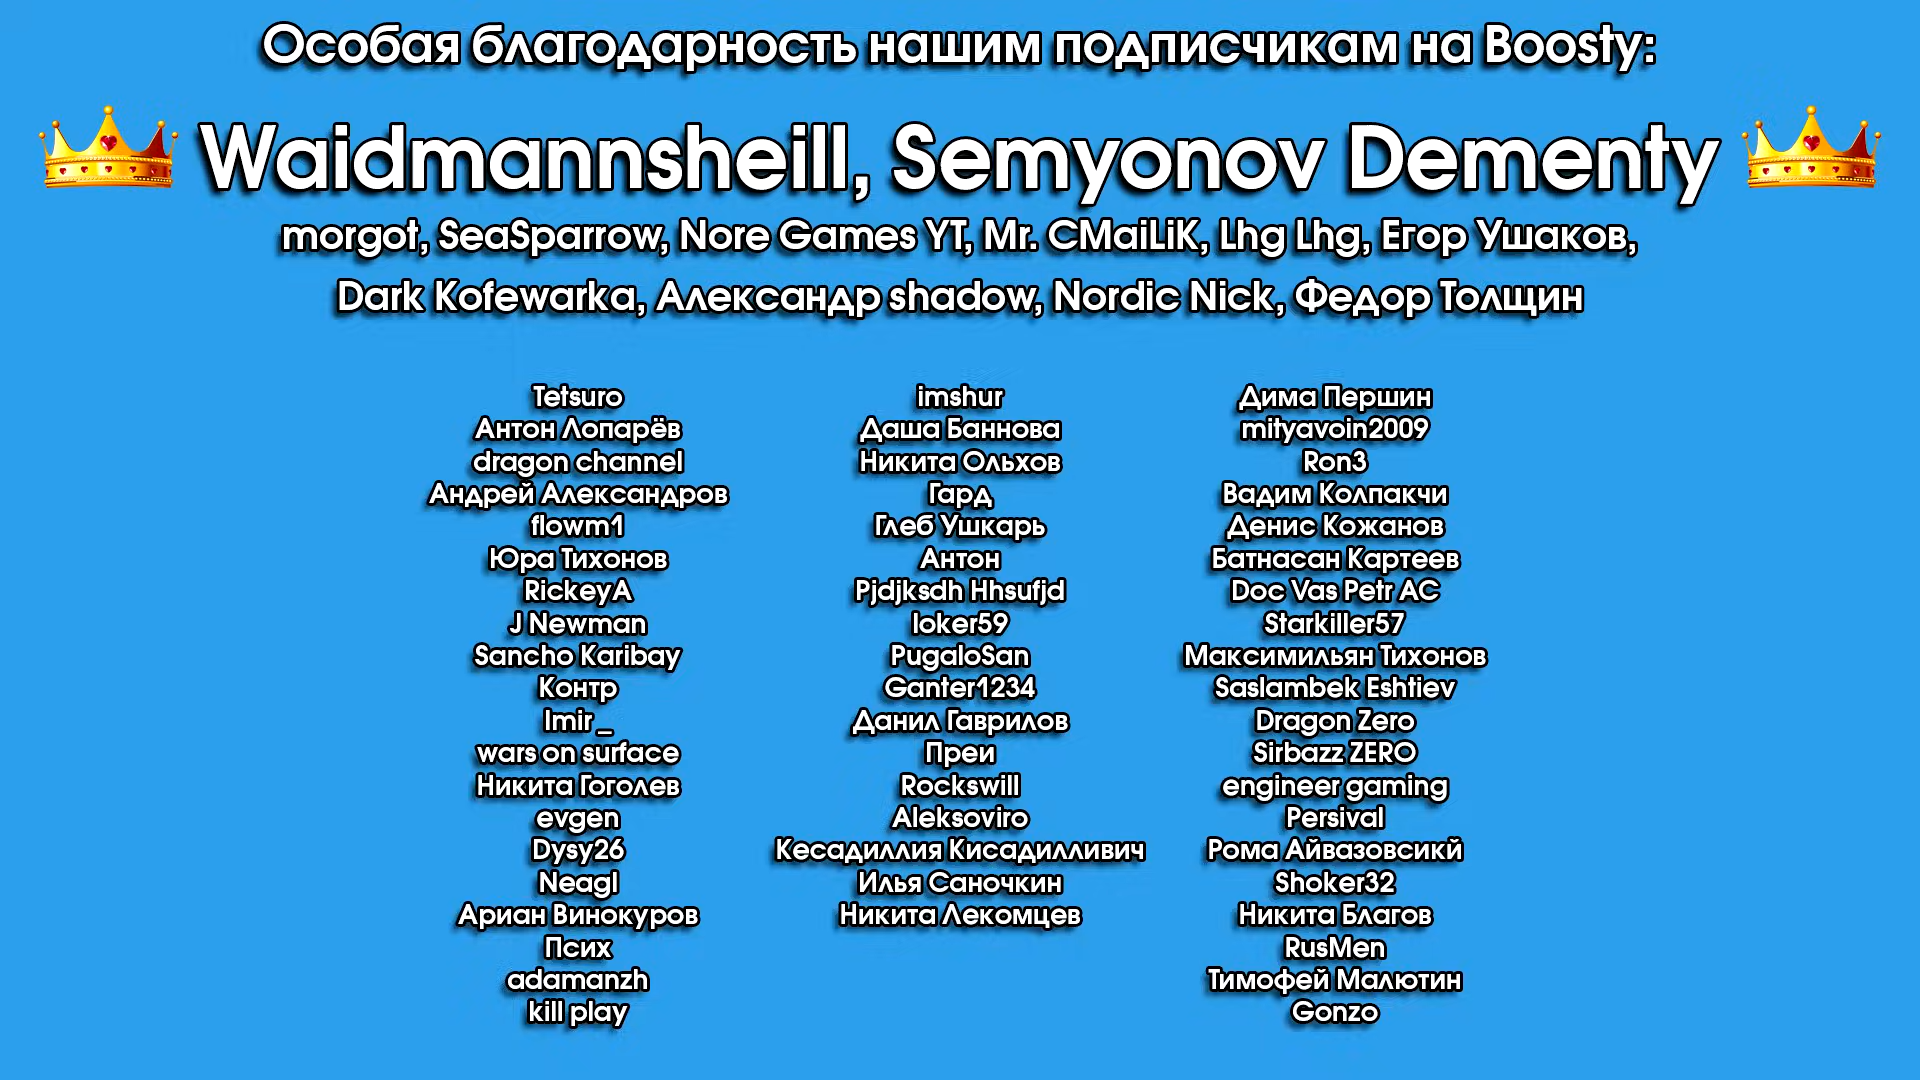 Особая благодарность нашим подписчикам на Boosty:
Waidmannsheill, Semyonov Dementy
morgot, SeaSparrow, Nore Games YT, Mr. CMaiLiK, Lhg Lhg, Егор Ушаков,
Dark Kofewarka, Александр shadow, Nordic Nick, Федор Толщин
Tetsuro
Антон Лопарёв
dragon channel
Андрей Александров
flowm1
Юра Тихонов
RickeyA
J Newman
Sancho Karibay
Контр
Imir _
wars on surface
Никита Гоголев
evgen
Dysy26
Neagl
Ариан Винокуров
Псих
adamanzh
kill play
imshur
Даша Баннова
Никита Ольхов
Гард
Глеб Ушкарь
Антон
Pjdjksdh Hhsufjd
loker59
PugaloSan
Ganter1234
Данил Гаврилов
Преи
Rockswill
Aleksoviro
Кесадиллия Кисадилливич
Илья Саночкин
Никита Лекомцев
Дима Першин
mityavoin2009
Ron3
Вадим Колпакчи
Денис Кожанов
Батнасан Картеев
Doc Vas Petr AC
Starkiller57
Максимильян Тихонов
Saslambek Eshtiev
Dragon Zero
Sirbazz ZERO
engineer gaming
Persival
Рома Айвазовсикй
Shoker32
Никита Благов
RusMen
Тимофей Малютин
Gonzo